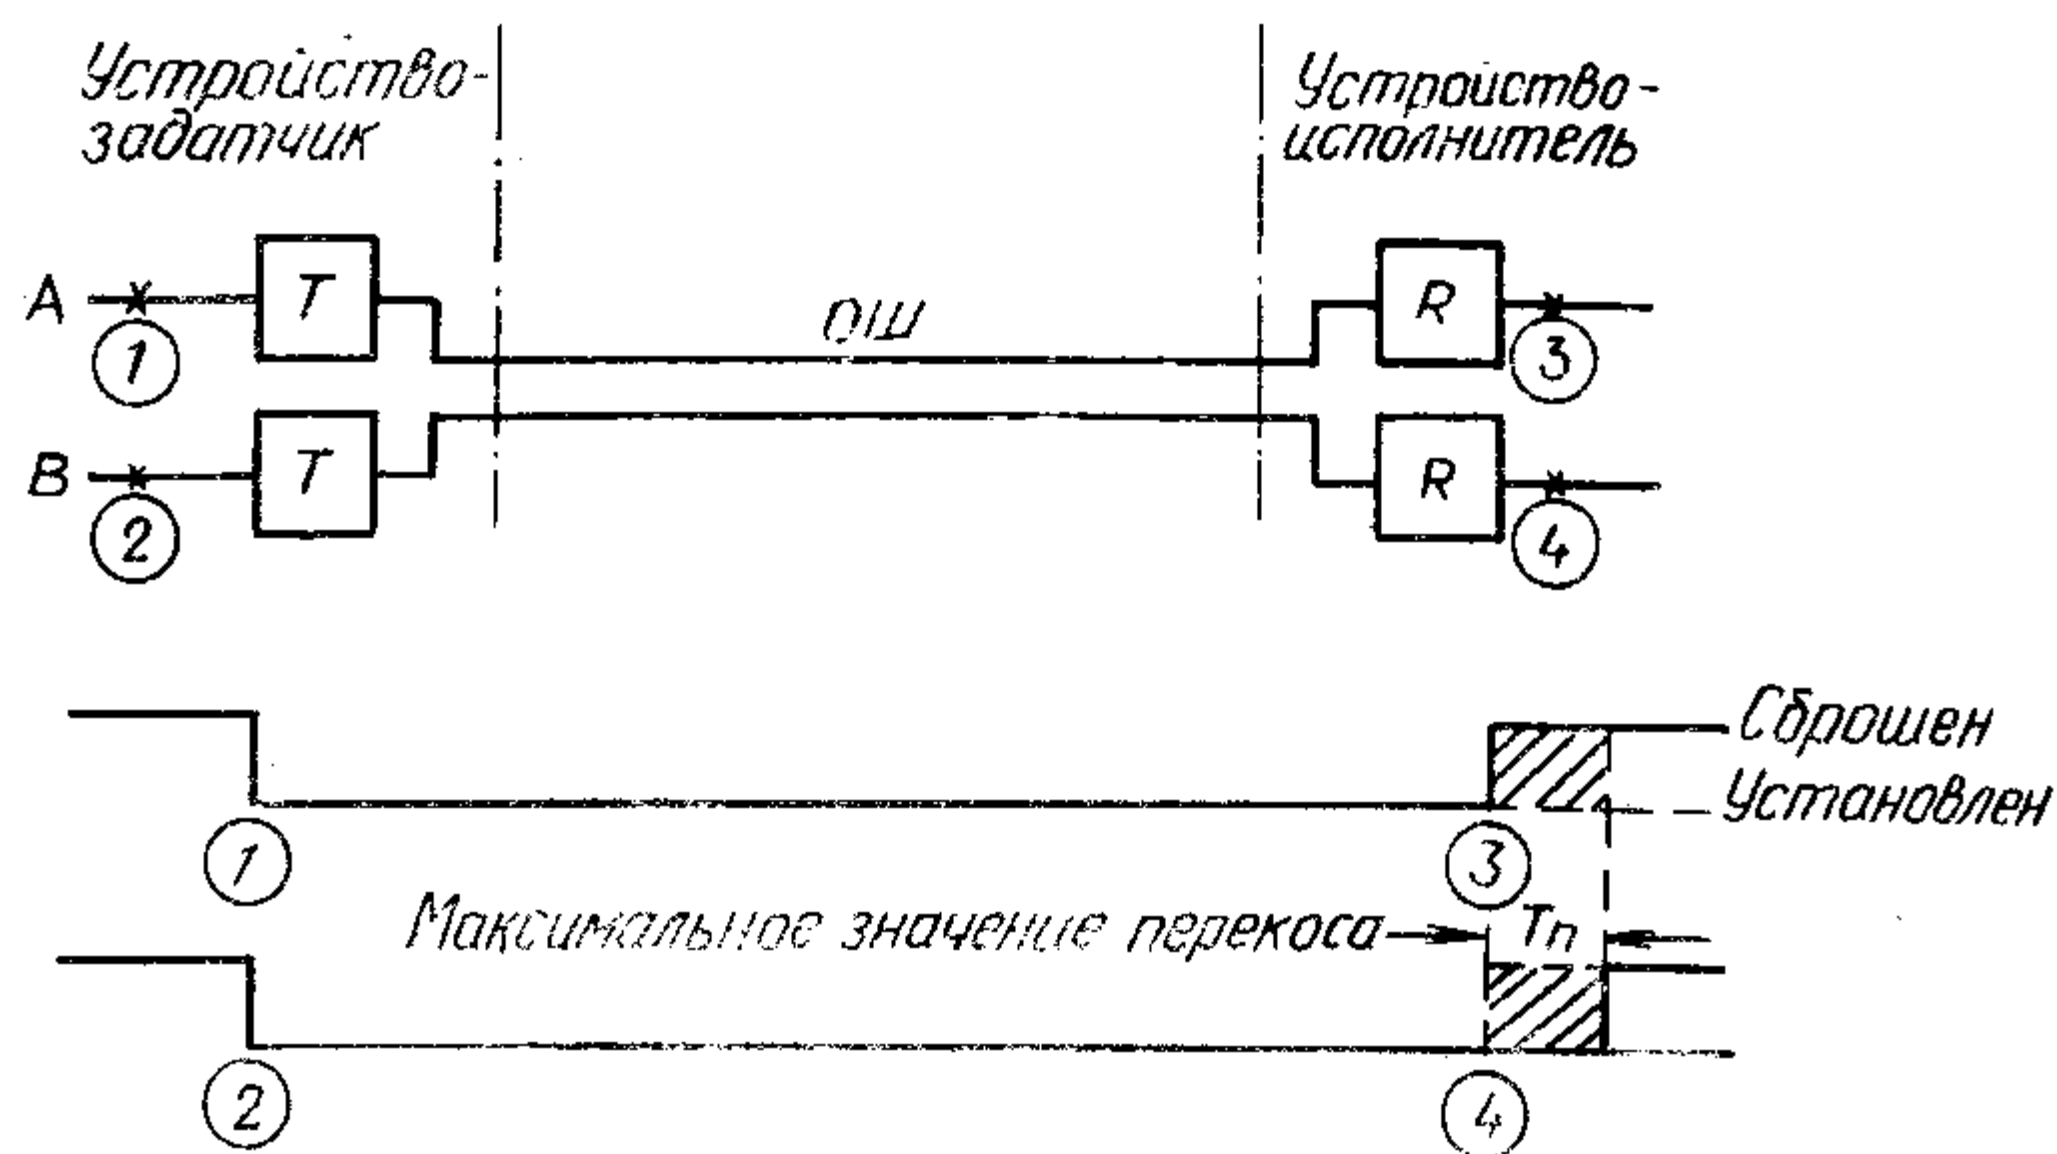 Устройство-
задатчик
Устройство-
исполнитель
A
T
ОШ
R
1
3
B
T
R
2
4
Сброшен
Установлен
1
3
Максимальное значение перекоса
Tп
2
4